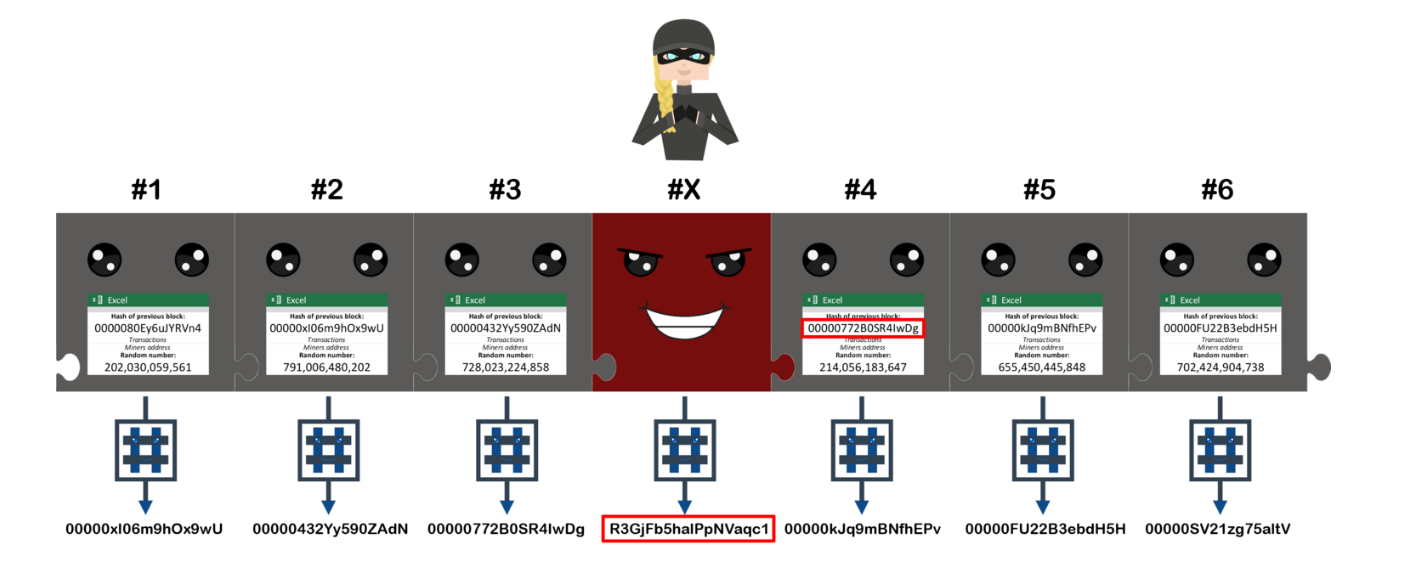 #1 #2 #3 #X #4 #5 #6
X Excel
Hash of previous block:
0000080Ey6uJYRVn4
Transactions
Miners address
Random number:
202,030,059,561
X Excel
Hash of previous block:
00000xI06m9hOx9wU
Transactions
Miners address
Random number:
791,006,480,202
X Excel
Hash of previous block:
00000432Yy590ZAdN
Transactions
Miners address
Random number:
728,023,224,858
X Excel
Hash of previous block:
00000772B0SR4IwDg
Transactions
Miners address
Random number:
214,056,183,647
X Excel
Hash of previous block:
00000kJq9mBNfhEPv
Transactions
Miners address
Random number:
655,450,445,848
X Excel
Hash of previous block:
00000FU22B3ebdH5H
Transactions
Miners address
Random number:
702,424,904,738
00000xI06m9hOx9wU 00000432Yy590ZAdN 00000772B0SR4IwDg R3GjFb5haIPpNVaqc1 00000kJq9mBNfhEPv 00000FU22B3ebdH5H 00000SV21zg75aItV